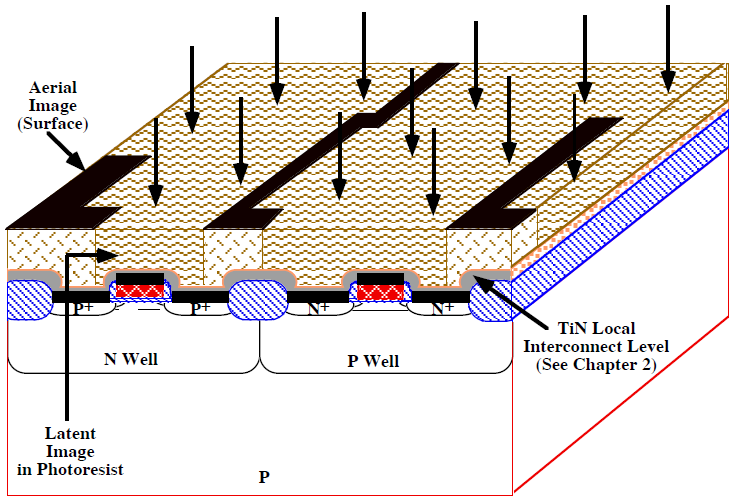 Aerial
Image
(Surface)
P+
P+
N+
N+
TiN Local
Interconnect Level
(See Chapter 2)
N Well
P Well
Latent
Image
in Photoresist
P